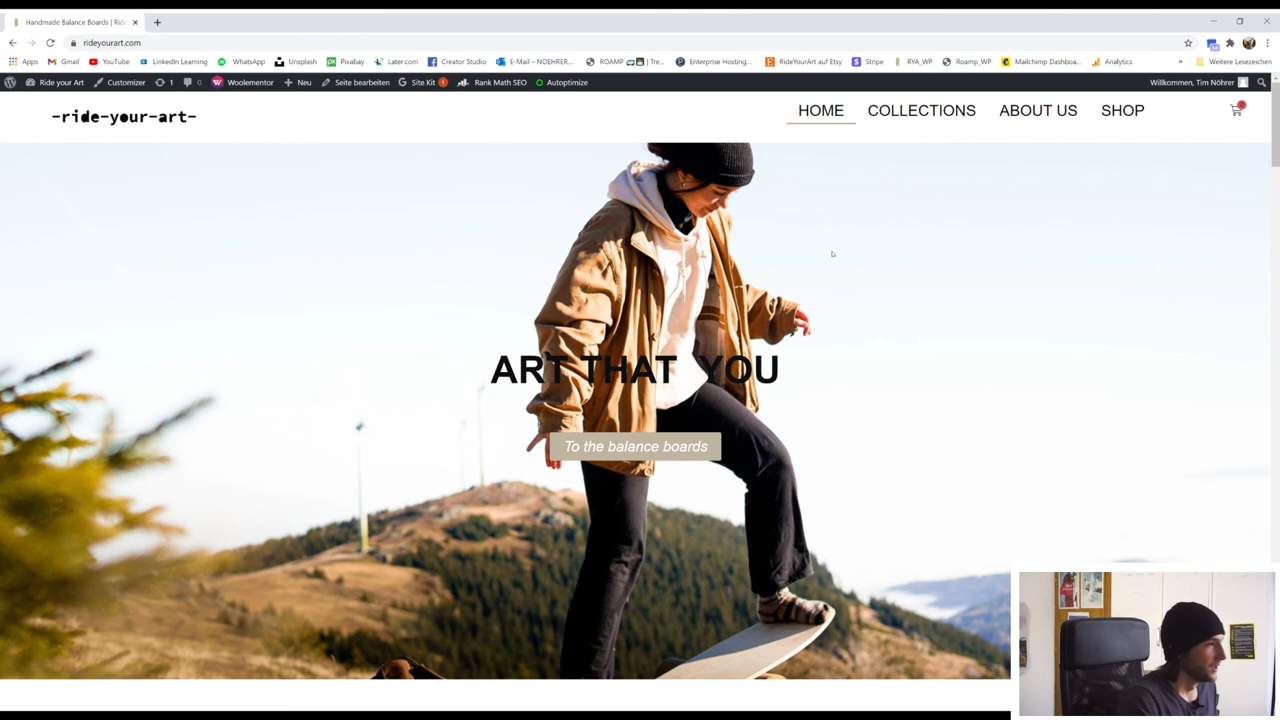 Handmade Balance Boards | Ride
rideyourart.com
Apps Gmail YouTube LinkedIn Learning WhatsApp Pixabay Unsplash Later.com Creator Studio E-Mail – NOEHRER... ROAMP | Tre... Enterprise Hosting... RideYourArt auf Etsy Stripe RYA_WP Roamp_WP Mailchimp Dashboa... Analytics » Weitere Lesezeichen
Ride your Art Customizer 1 0 Woolementor Neu Seite bearbeiten Site Kit Rank Math SEO Autoptimize Willkommen, Tim Nöhrer
-ride-your-art-
HOME COLLECTIONS ABOUT US SHOP
ART THAT YOU
To the balance boards